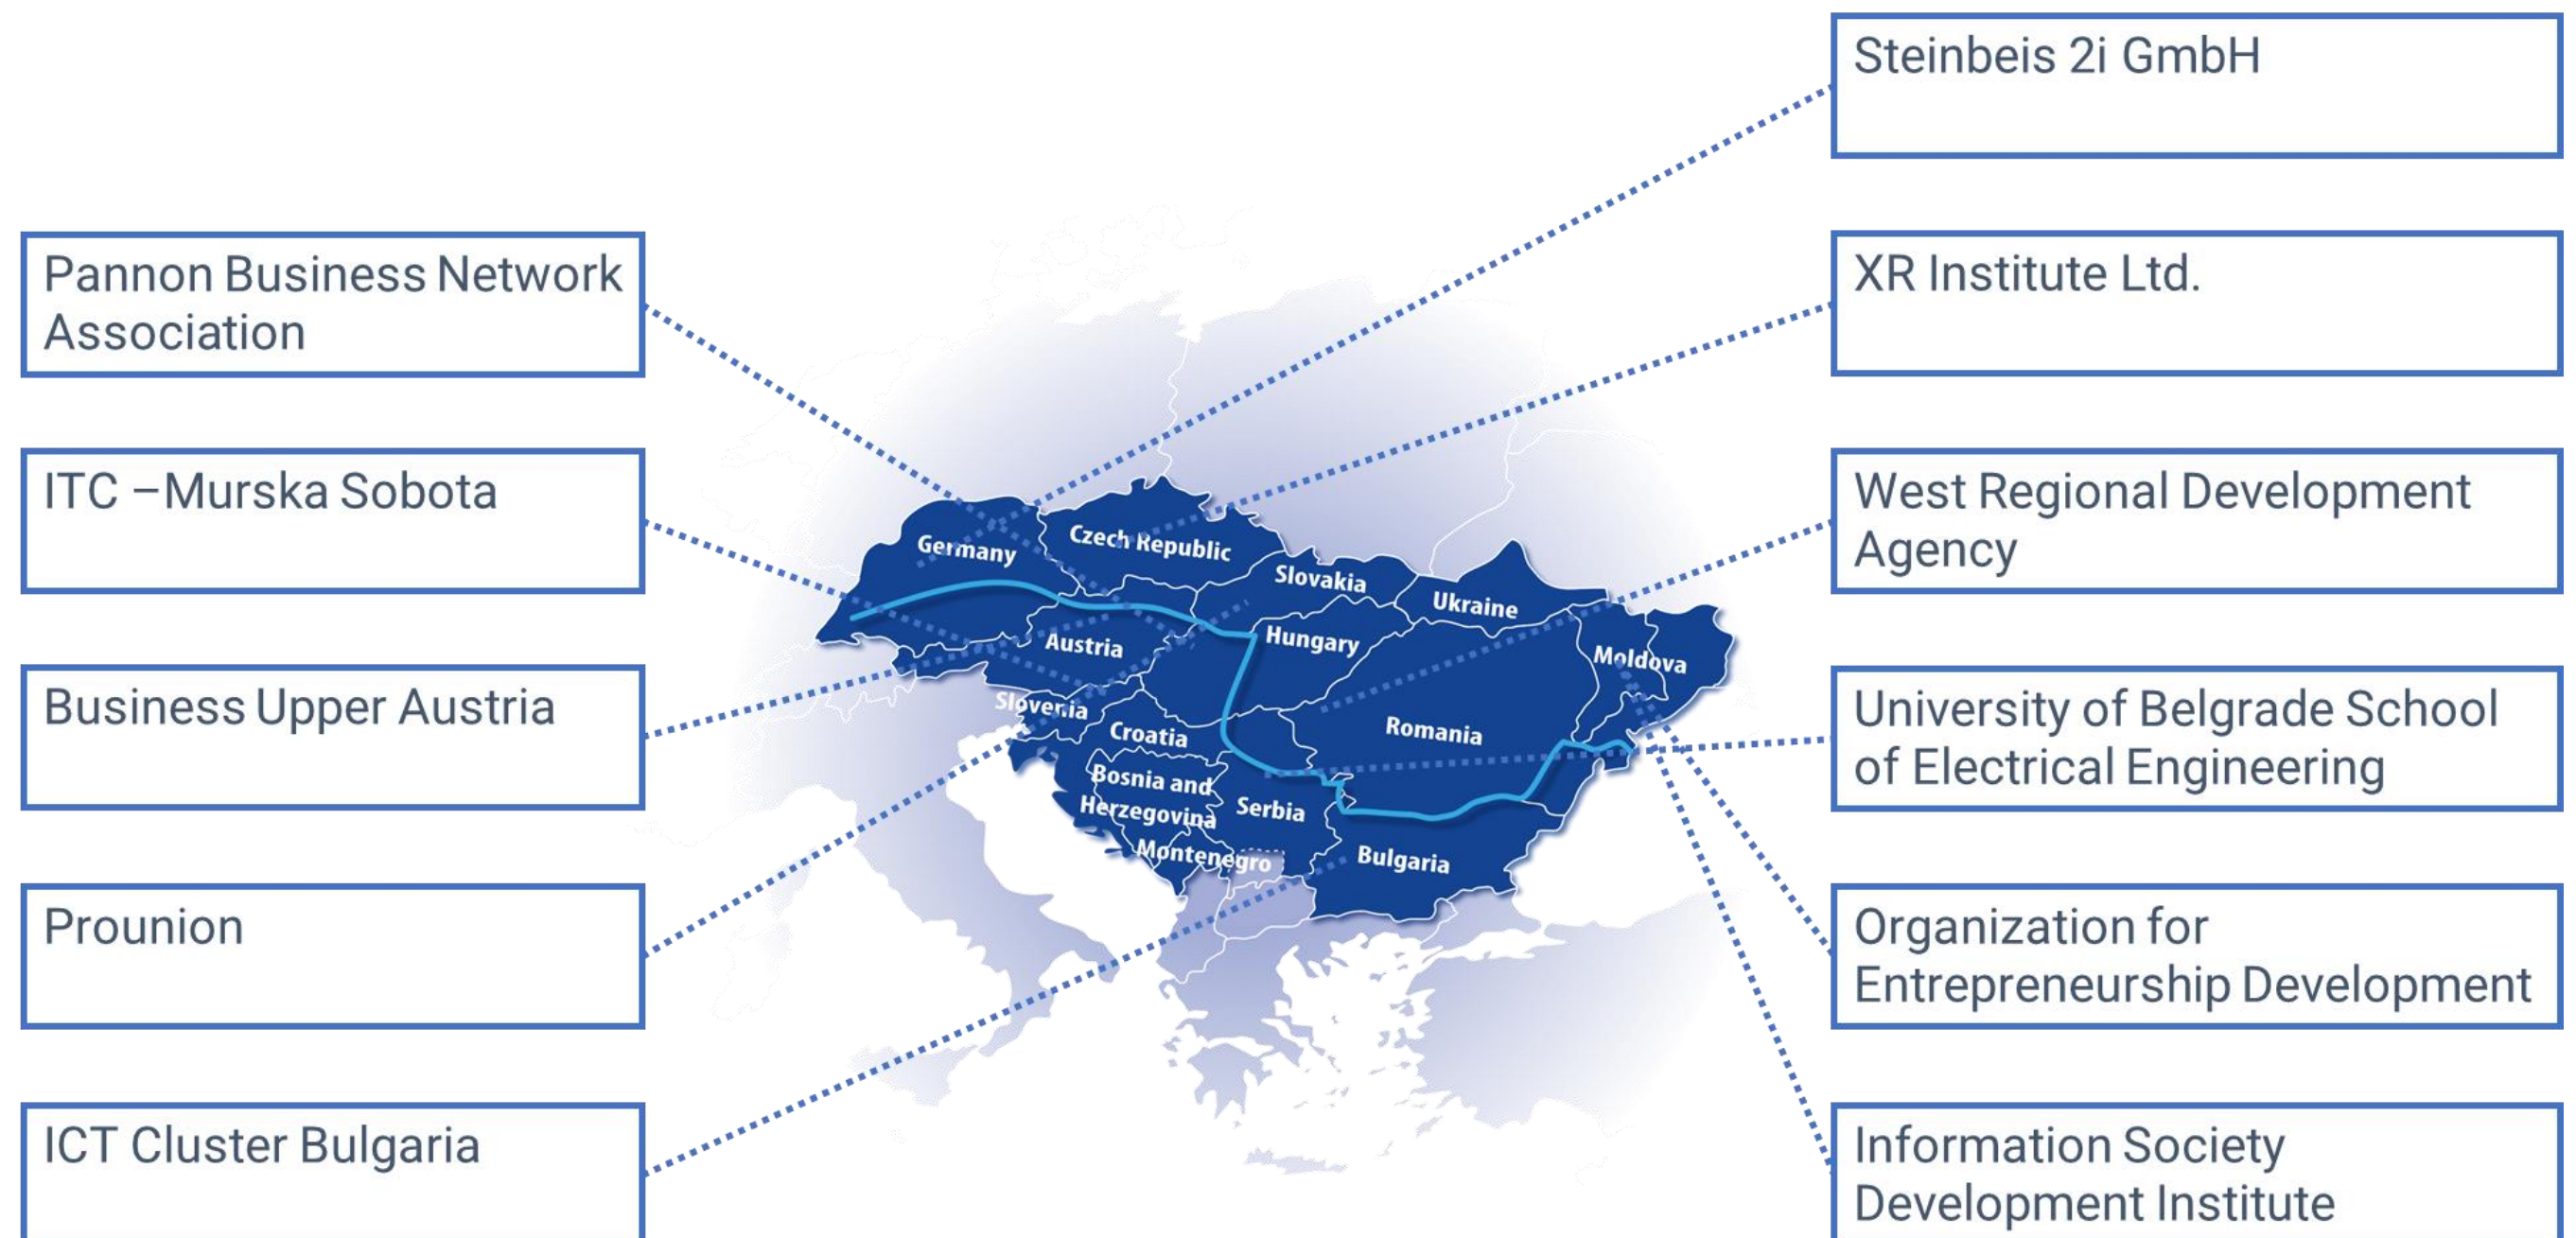 Steinbeis 2i GmbH
Pannon Business Network
Association
XR Institute Ltd.
ITC –Murska Sobota
West Regional Development
Agency
Business Upper Austria
University of Belgrade School
of Electrical Engineering
Prounion
Organization for
Entrepreneurship Development
ICT Cluster Bulgaria
Information Society
Development Institute
Germany
Czech Republic
Slovakia
Ukraine
Austria
Hungary
Moldova
Slovenia
Croatia
Romania
Bosnia and
Herzegovina
Serbia
Montenegro
Bulgaria